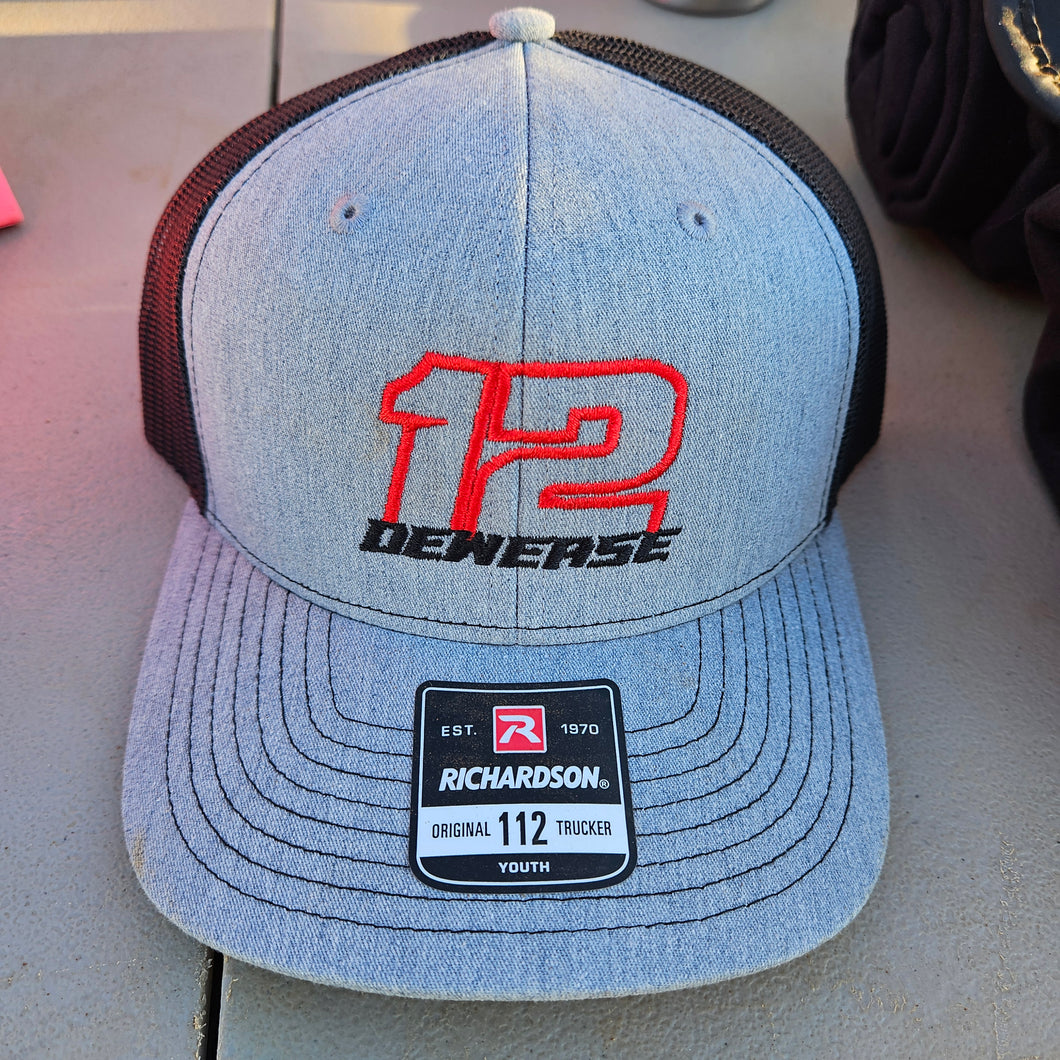 12
DEWEASE
EST. R 1970
RICHARDSON®
ORIGINAL 112 TRUCKER
YOUTH